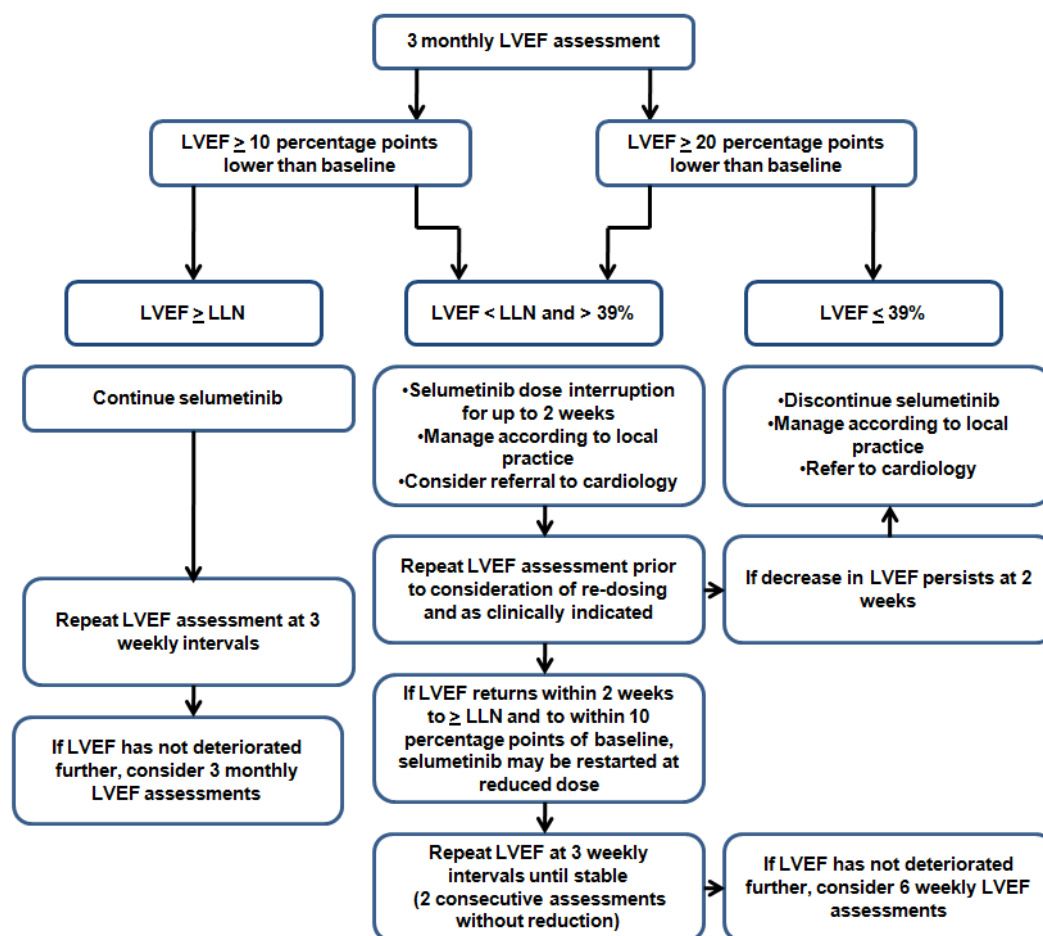 3 monthly LVEF assessment
LVEF ≥ 10 percentage points
lower than baseline
LVEF ≥ 20 percentage points
lower than baseline
LVEF ≥ LLN
LVEF < LLN and > 39%
LVEF ≤ 39%
Continue selumetinib
•Selumetinib dose interruption
for up to 2 weeks
•Manage according to local
practice
•Consider referral to cardiology
•Discontinue selumetinib
•Manage according to local
practice
•Refer to cardiology
Repeat LVEF assessment at 3
weekly intervals
Repeat LVEF assessment prior
to consideration of re-dosing
and as clinically indicated
If decrease in LVEF persists at 2
weeks
If LVEF has not deteriorated
further, consider 3 monthly
LVEF assessments
If LVEF returns within 2 weeks
to ≥ LLN and to within 10
percentage points of baseline,
selumetinib may be restarted at
reduced dose
Repeat LVEF at 3 weekly
intervals until stable
(2 consecutive assessments
without reduction)
If LVEF has not deteriorated
further, consider 6 weekly LVEF
assessments